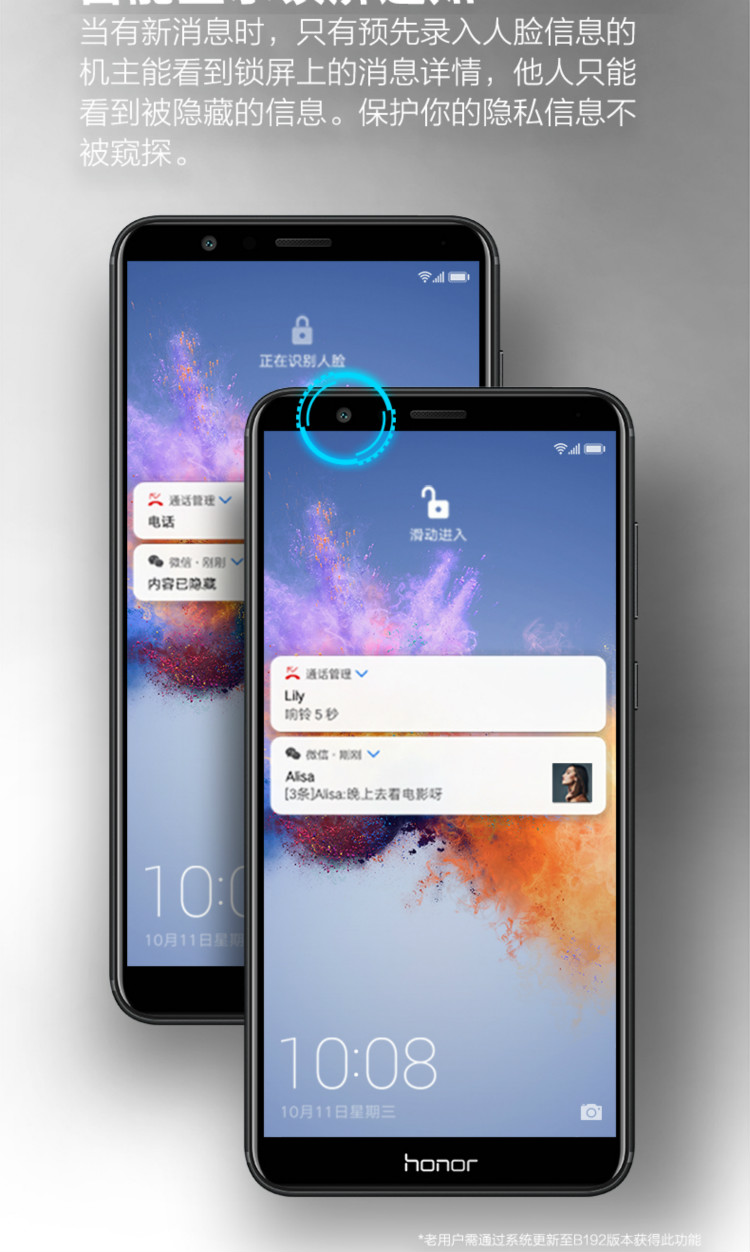 当有新消息时，只有预先录入人脸信息的
机主能看到锁屏上的消息详情，他人只能
看到被隐藏的信息。保护你的隐私信息不
被窥探。
正在识别人脸
通话管理
电话
微信·刚刚
内容已隐藏
10:0
10月11日星期
滑动进入
通话管理
Lily
响铃 5 秒
微信·刚刚
Alisa
[3条]Alisa:晚上去看电影呀
10:08
10月11日星期三
honor
*老用户需通过系统更新至B192版本获得此功能